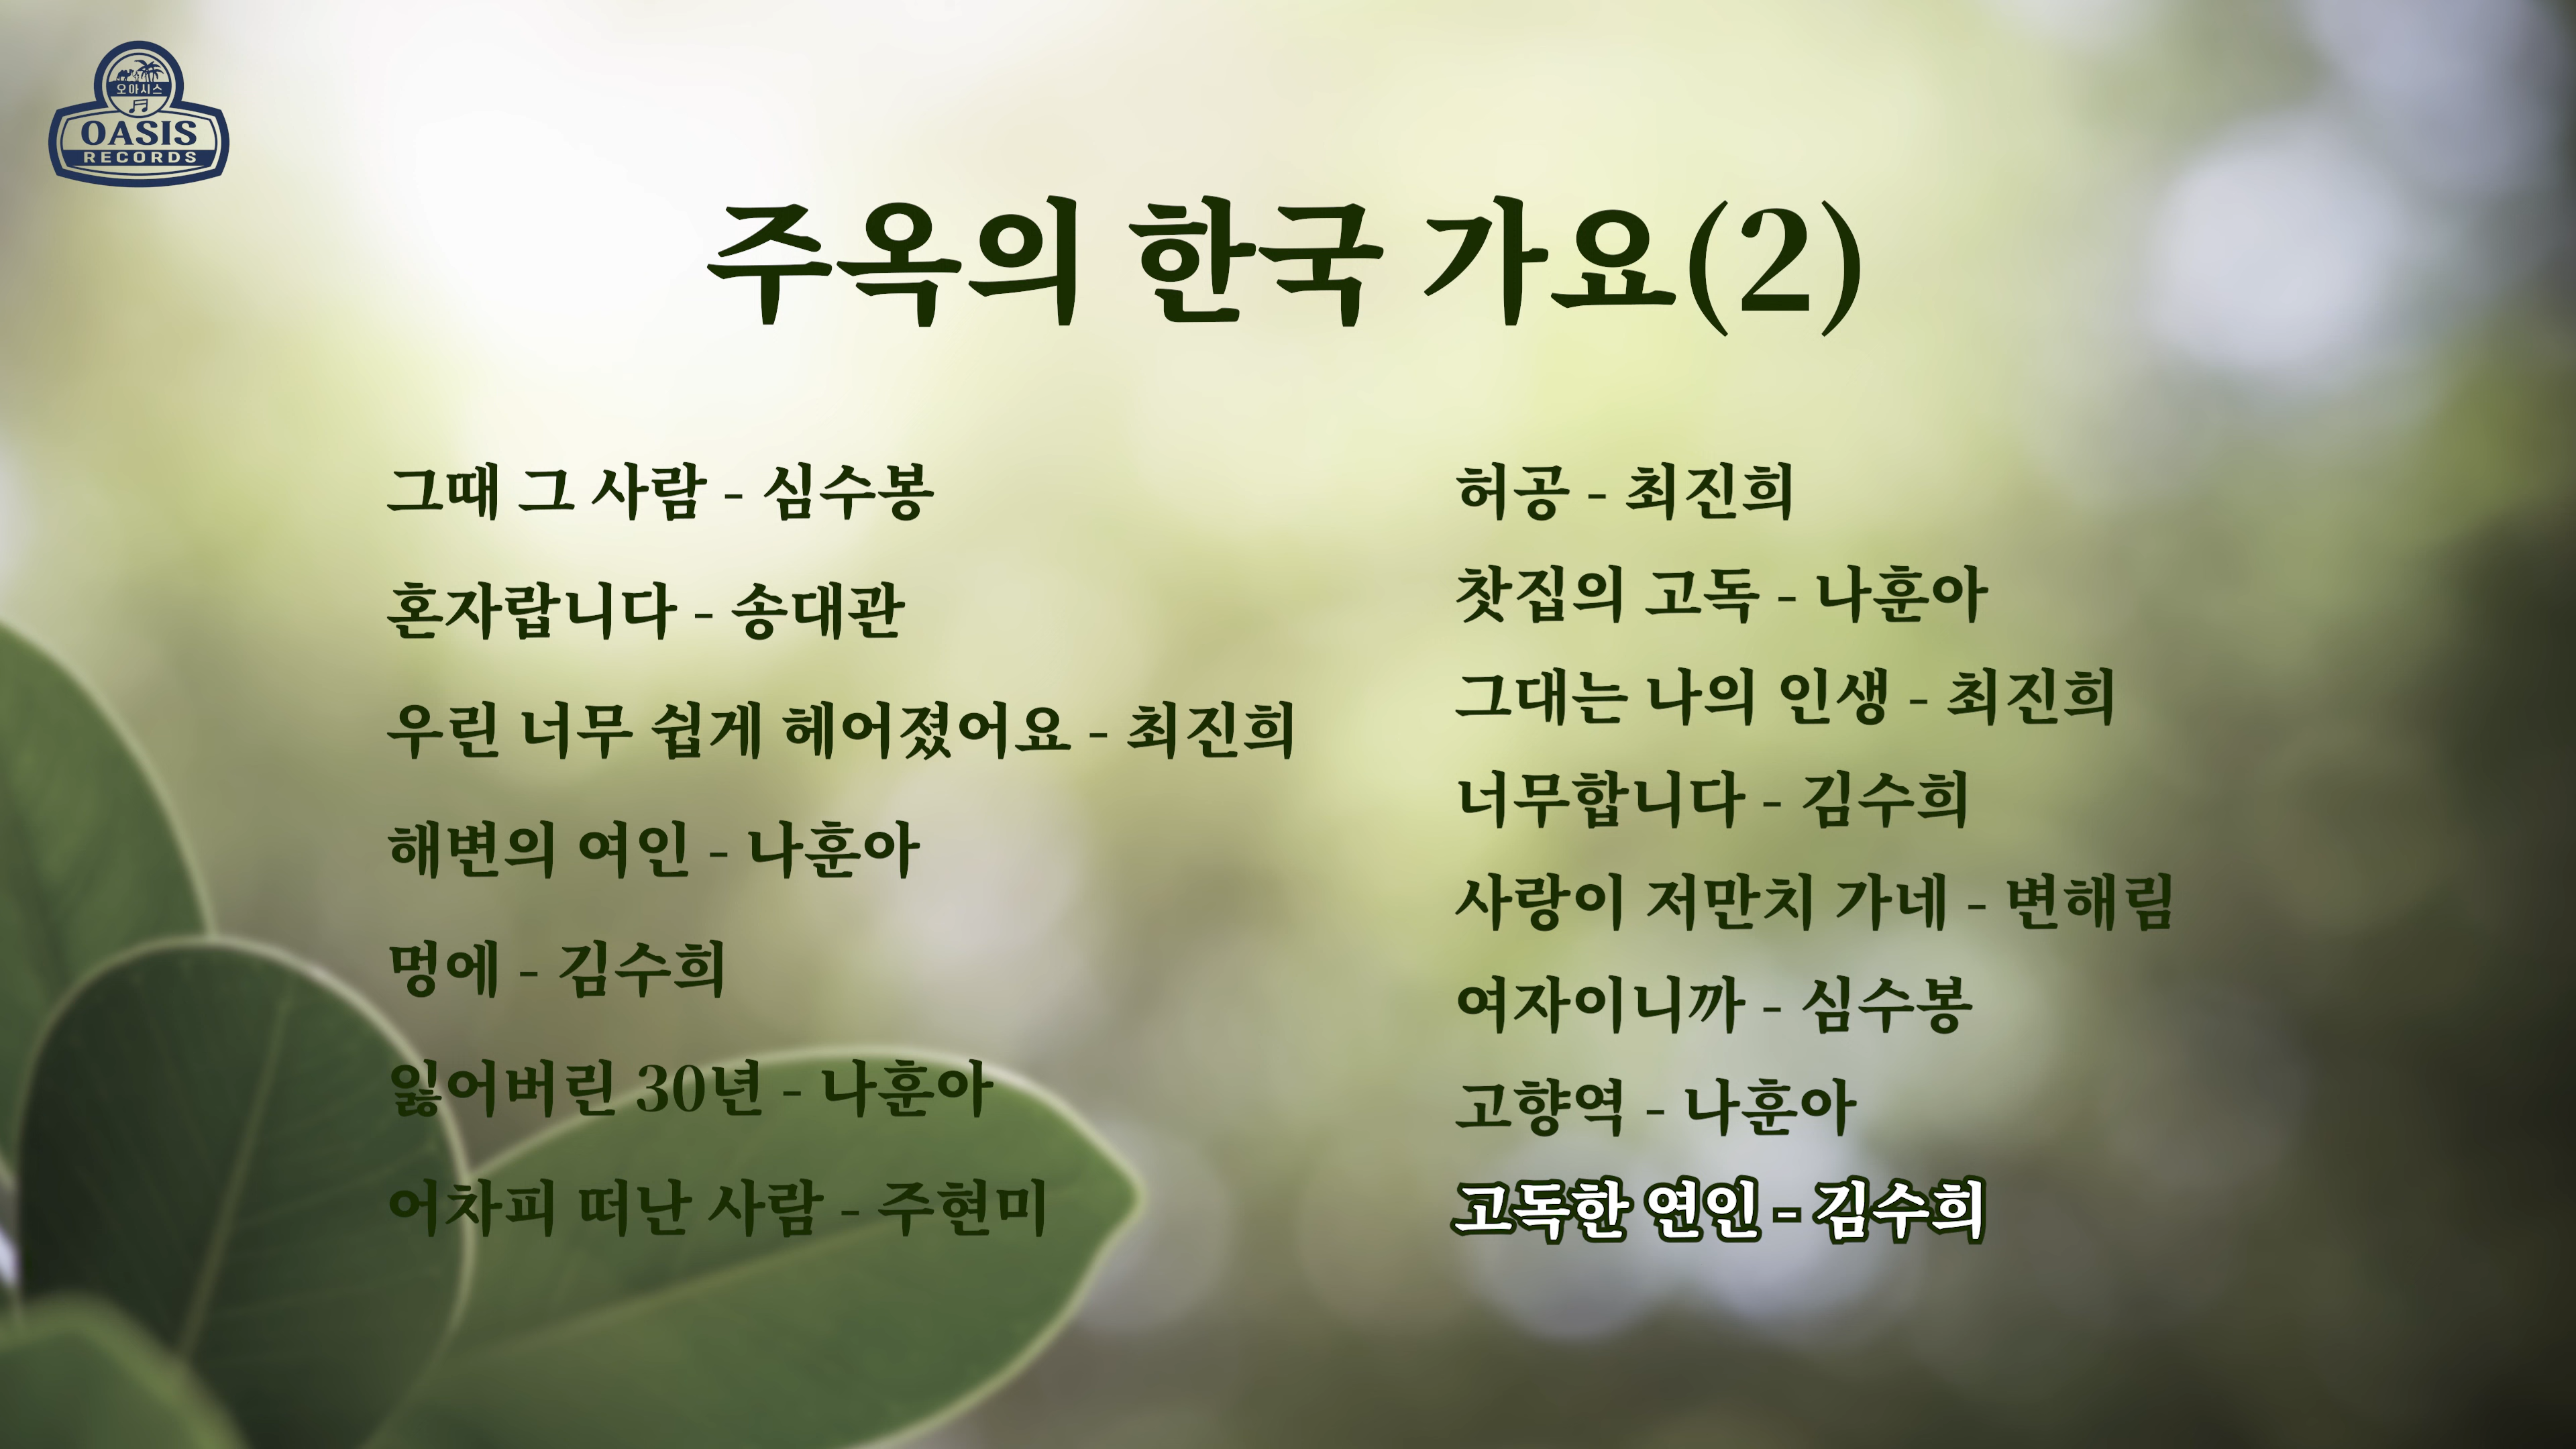 오아시스
OASIS
RECORDS
주옥의 한국 가요(2)
그때 그 사람 - 심수봉
혼자랍니다 - 송대관
우린 너무 쉽게 헤어졌어요 - 최진희
해변의 여인 - 나훈아
멍에 - 김수희
잃어버린 30년 - 나훈아
어차피 떠난 사람 - 주현미
허공 - 최진희
찻집의 고독 - 나훈아
그대는 나의 인생 - 최진희
너무합니다 - 김수희
사랑이 저만치 가네 - 변해림
여자이니까 - 심수봉
고향역 - 나훈아
고독한 연인 - 김수희